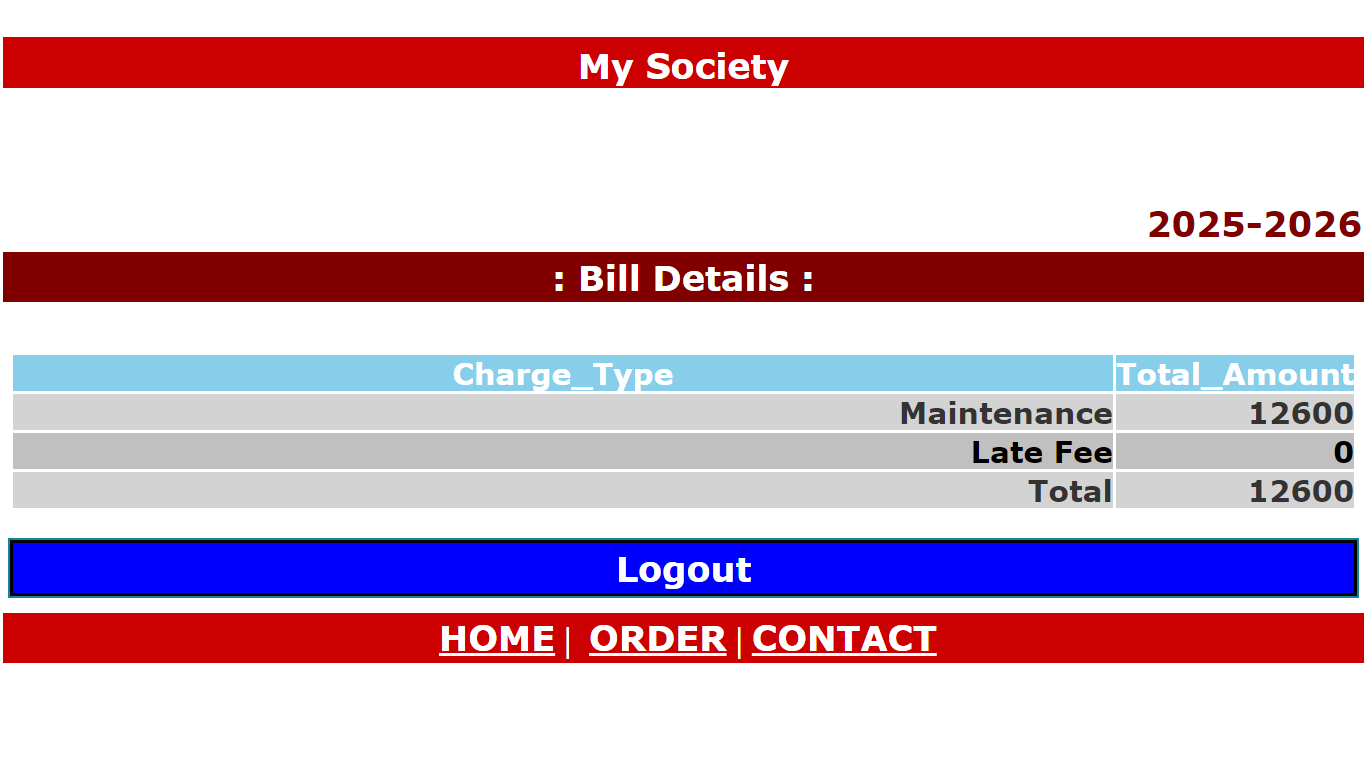 My Society
2025-2026
: Bill Details :
Charge_Type Total_Amount
Maintenance 12600
Late Fee 0
Total 12600
Logout
HOME | ORDER | CONTACT